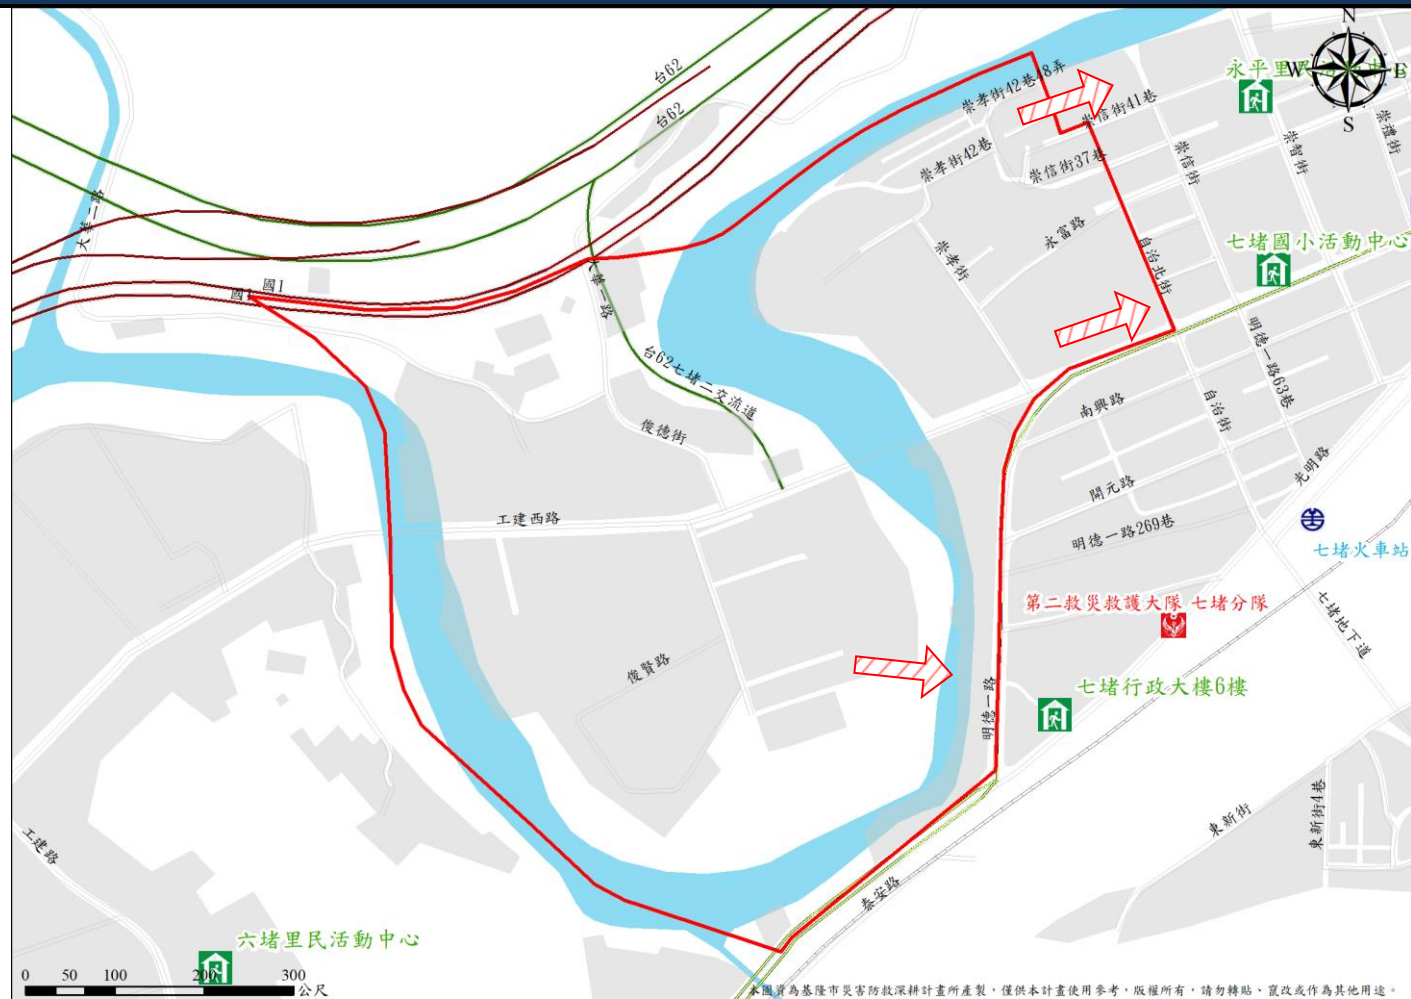 N
W
E
S
台62
台62
大華二路
國1
國1
大華一路
台62七堵二交流道
俊德街
工建西路
俊賢路
工建路
崇孝街42巷48弄
崇孝街42巷
崇信街41巷
崇信街37巷
崇孝街
永富路
崇信街
崇智街
崇禮街
永平里民活動中
自治北街
七堵國小活動中心
明德一路63巷
自治街
南興路
開元路
明德一路269巷
光明路
七堵火車站
第二救災救護大隊 七堵分隊
七堵地下道
七堵行政大樓6樓
明德一路
泰安路
東新街
東新街4巷
六堵里民活動中心
0 50 100 200 300
公尺
本圖資為基隆市災害防救深耕計畫所產製，僅供本計畫使用參考，版權所有，請勿轉貼、竄改或作為其他用途。